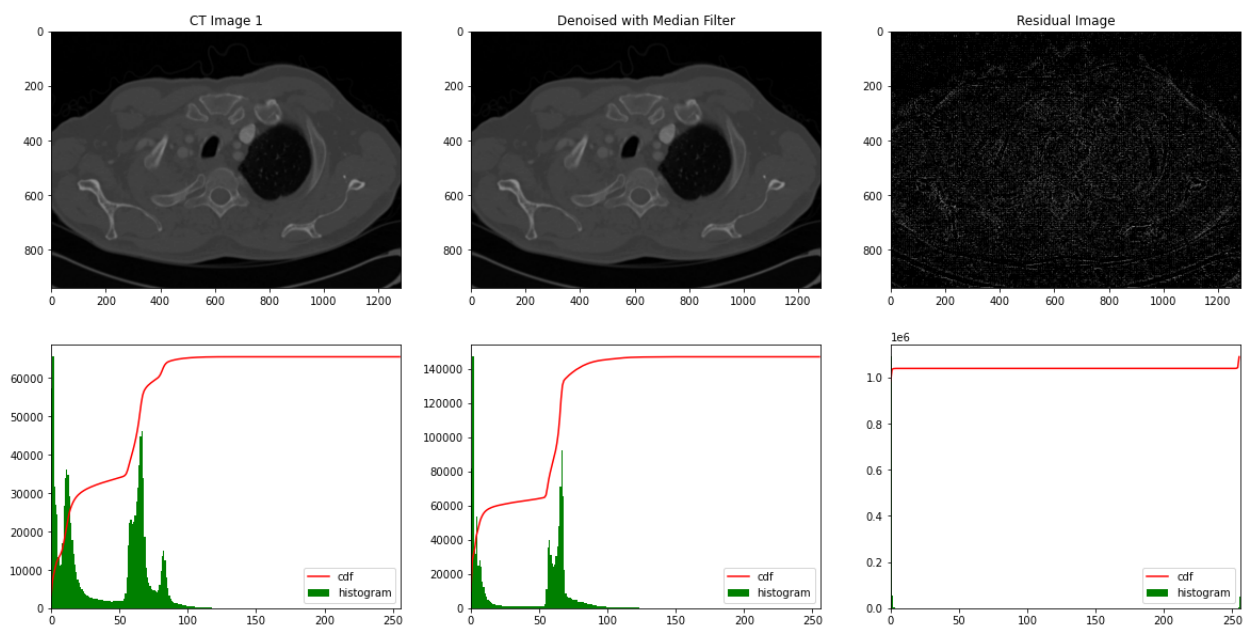 CT Image 1
Denoised with Median Filter
Residual Image
0
200
400
600
800
0 200 400 600 800 1000 1200
0
200
400
600
800
0 200 400 600 800 1000 1200
0
200
400
600
800
0 200 400 600 800 1000 1200
60000
50000
40000
30000
20000
10000
0
0 50 100 150 200 250
cdf
histogram
140000
120000
100000
80000
60000
40000
20000
0
0 50 100 150 200 250
cdf
histogram
1e6
1.0
0.8
0.6
0.4
0.2
0.0
0 50 100 150 200 250
cdf
histogram